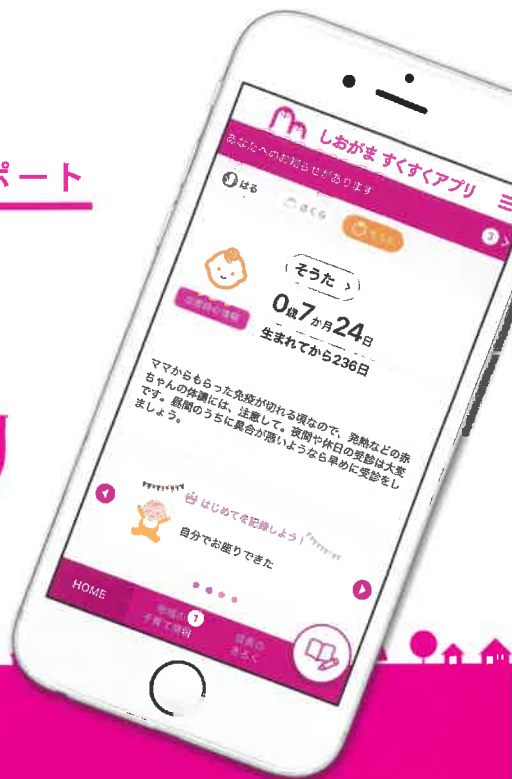 ポート
しおがま すくすくアプリ
あなたへのお知らせがあります
3
はる
さくら
そうた
そうた
0歳7か月24日
生まれてから236日
ママからもらった免疫が切れる頃なので、発熱などの赤
ちゃんの体調には、注意して。夜間や休日の受診は大変
です。昼間のうちに具合が悪いようなら早めに受診をし
ましょう。
はじめてを記録しよう！
自分でお座りできた
HOME
地域の
子育て情報
1
成長の
きろく